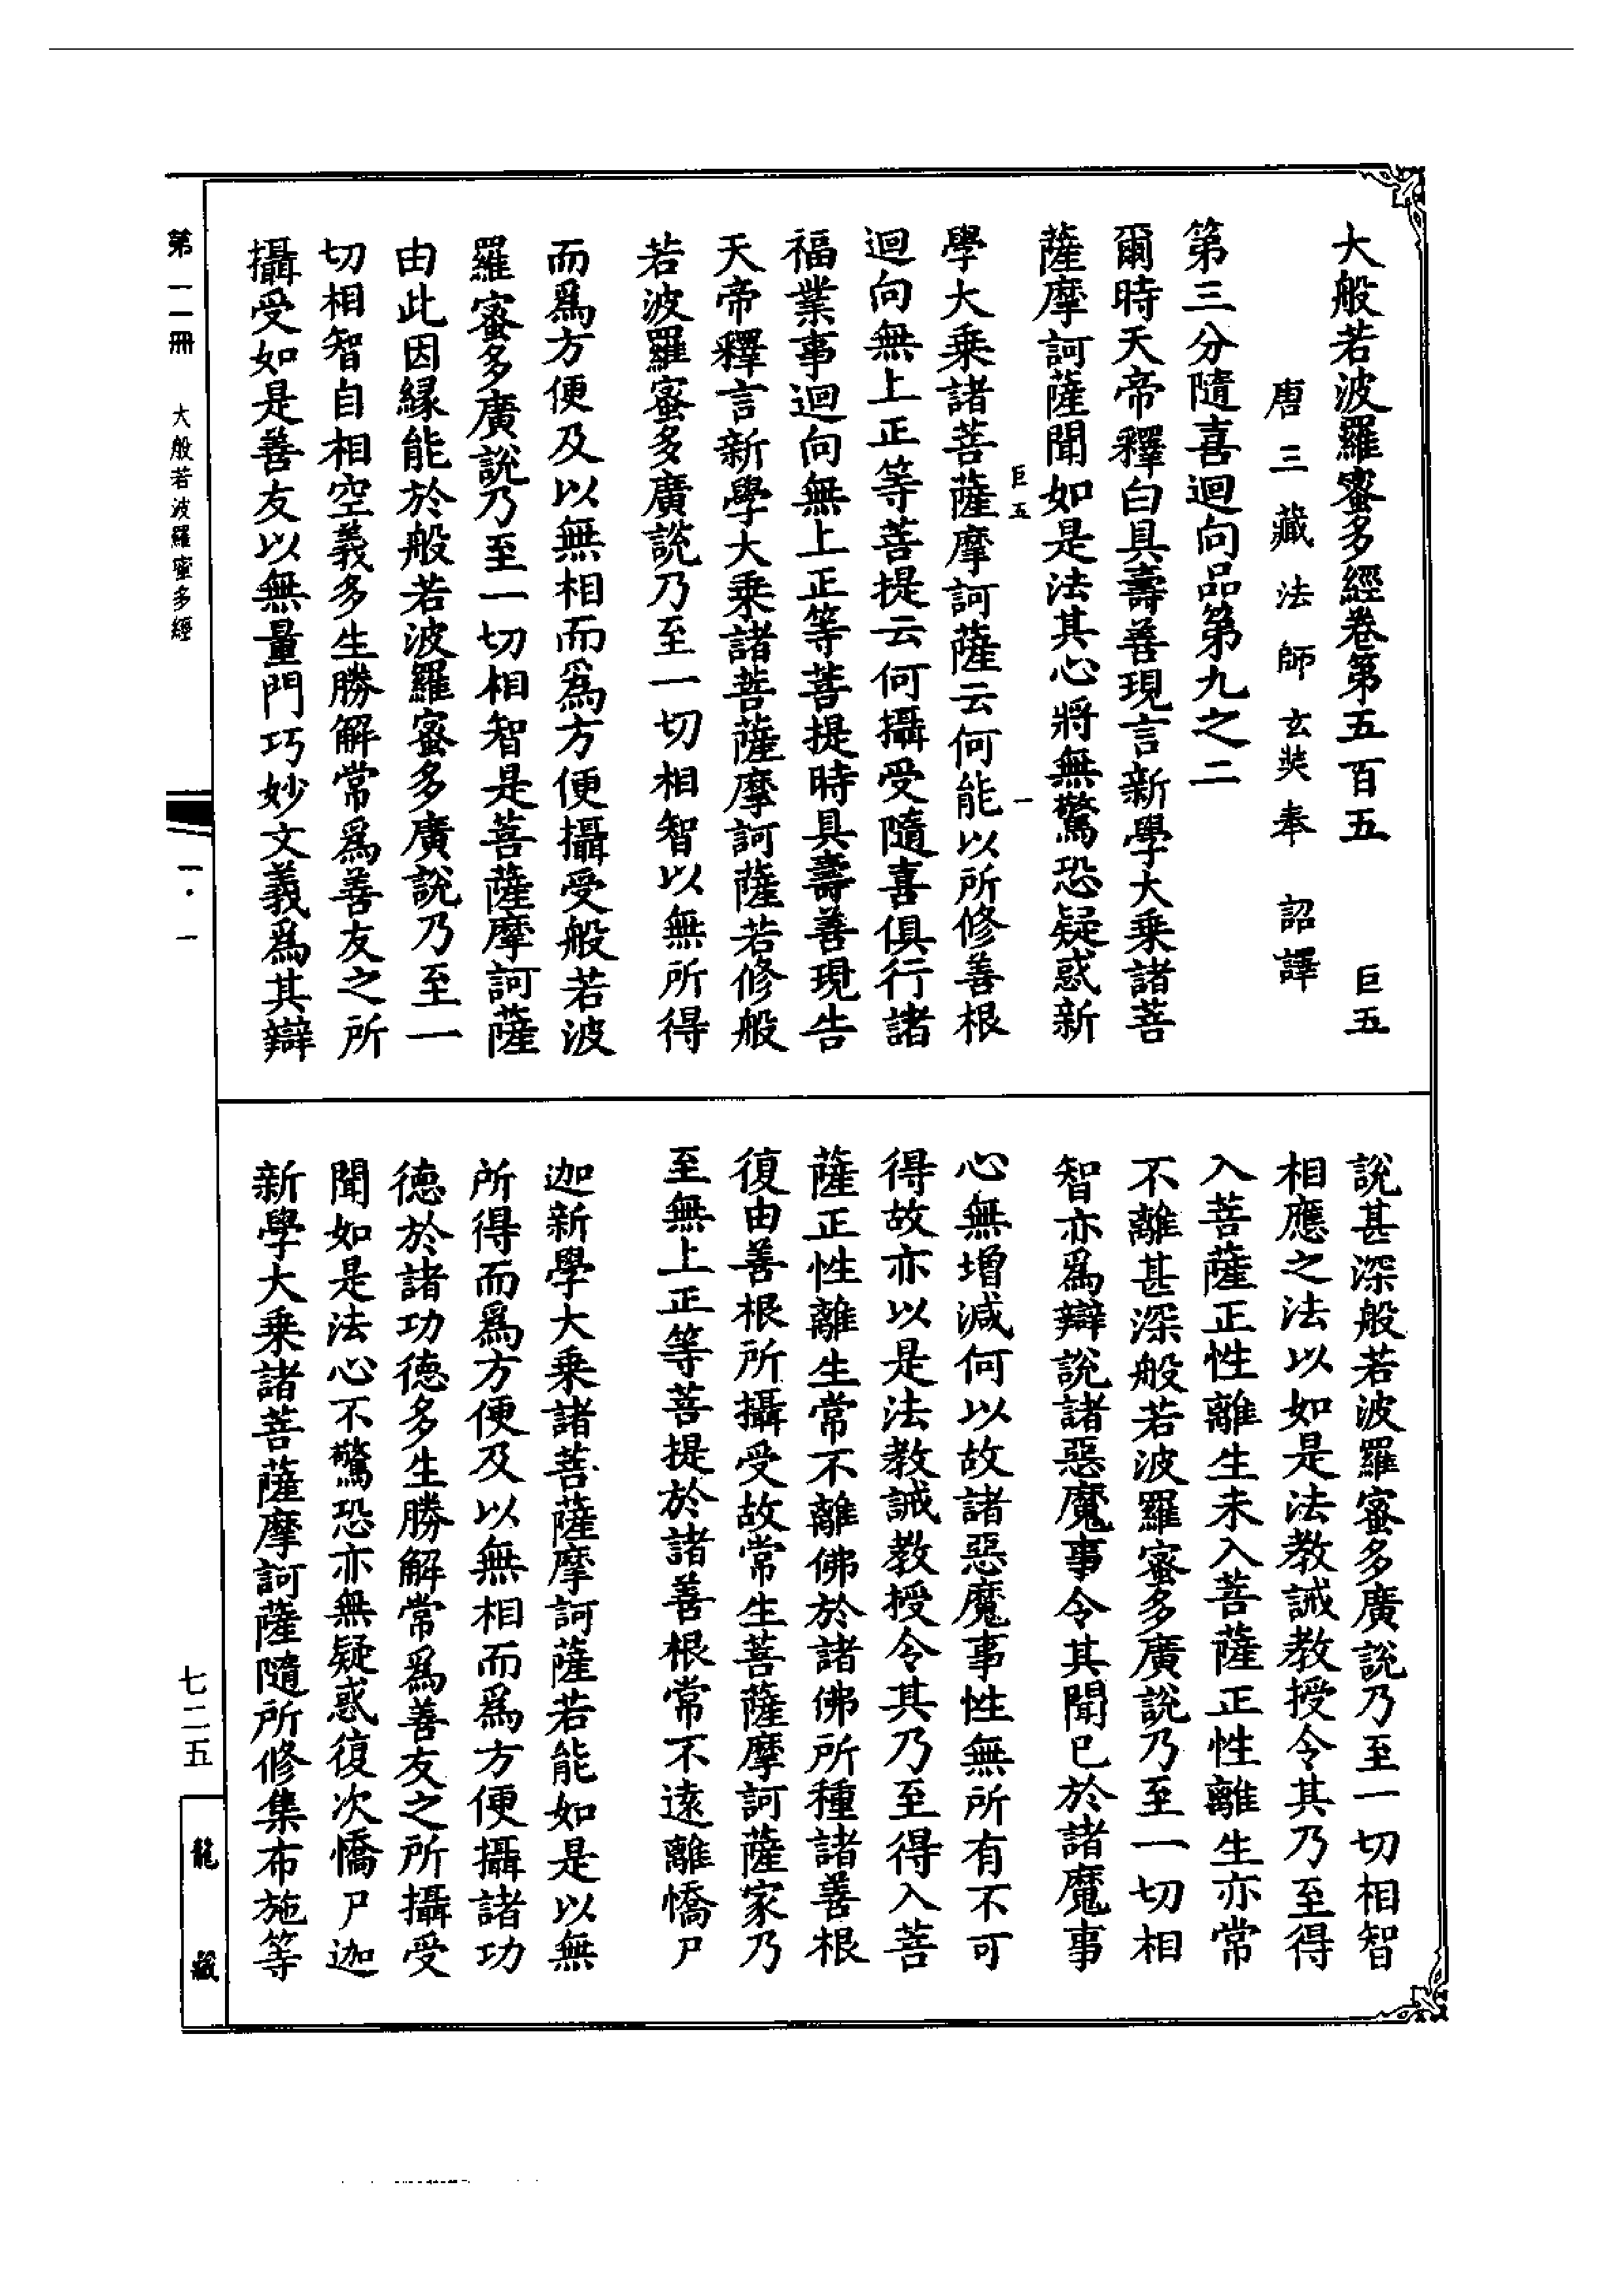 大般若波羅蜜多經卷第五百五　巨五
唐三藏法師玄奘奉　詔譯
第三分隨喜迴向品第九之二
爾時天帝釋白具壽善現言新學大乗諸菩
薩摩訶薩聞如是法其心將無驚恐疑惑新
巨五　一
學大乗諸菩薩摩訶薩云何能以所修善根
迴向無上正等菩提云何攝受隨喜俱行諸
福業事迴向無上正等菩提時具壽善現告
天帝釋言新學大乗諸菩薩摩訶薩若修般
若波羅蜜多廣説乃至一切相智以無所得
而爲方便及以無相而爲方便攝受般若波
羅蜜多廣説乃至一切相智是菩薩摩訶薩
由此因緣能於般若波羅蜜多廣説乃至一
切相智自相空義多生勝解常爲善友之所
攝受如是善友以無量門巧妙文義爲其辯
説甚深般若波羅蜜多廣説乃至一切相智
相應之法以如是法教誡教授令其乃至得
入菩薩正性離生未入菩薩正性離生亦常
不離甚深般若波羅蜜多廣説乃至一切相
智亦爲辯説諸惡魔事令其聞已於諸魔事
心無增減何以故諸惡魔事性無所有不可
得故亦以是法教誡教授令其乃至得入菩
薩正性離生常不離佛於諸佛所種諸善根
復由善根所攝受故常生菩薩摩訶薩家乃
至無上正等菩提於諸善根常不遠離憍尸
迦新學大乗諸菩薩摩訶薩若能如是以無
所得而爲方便及以無相而爲方便攝諸功
德於諸功德多生勝解常爲善友之所攝受
聞如是法心不驚恐亦無疑惑復次憍尸迦
新學大乗諸菩薩摩訶薩隨所修集布施等
第一一冊　大般若波羅蜜多經
一·一
七二五
龍藏